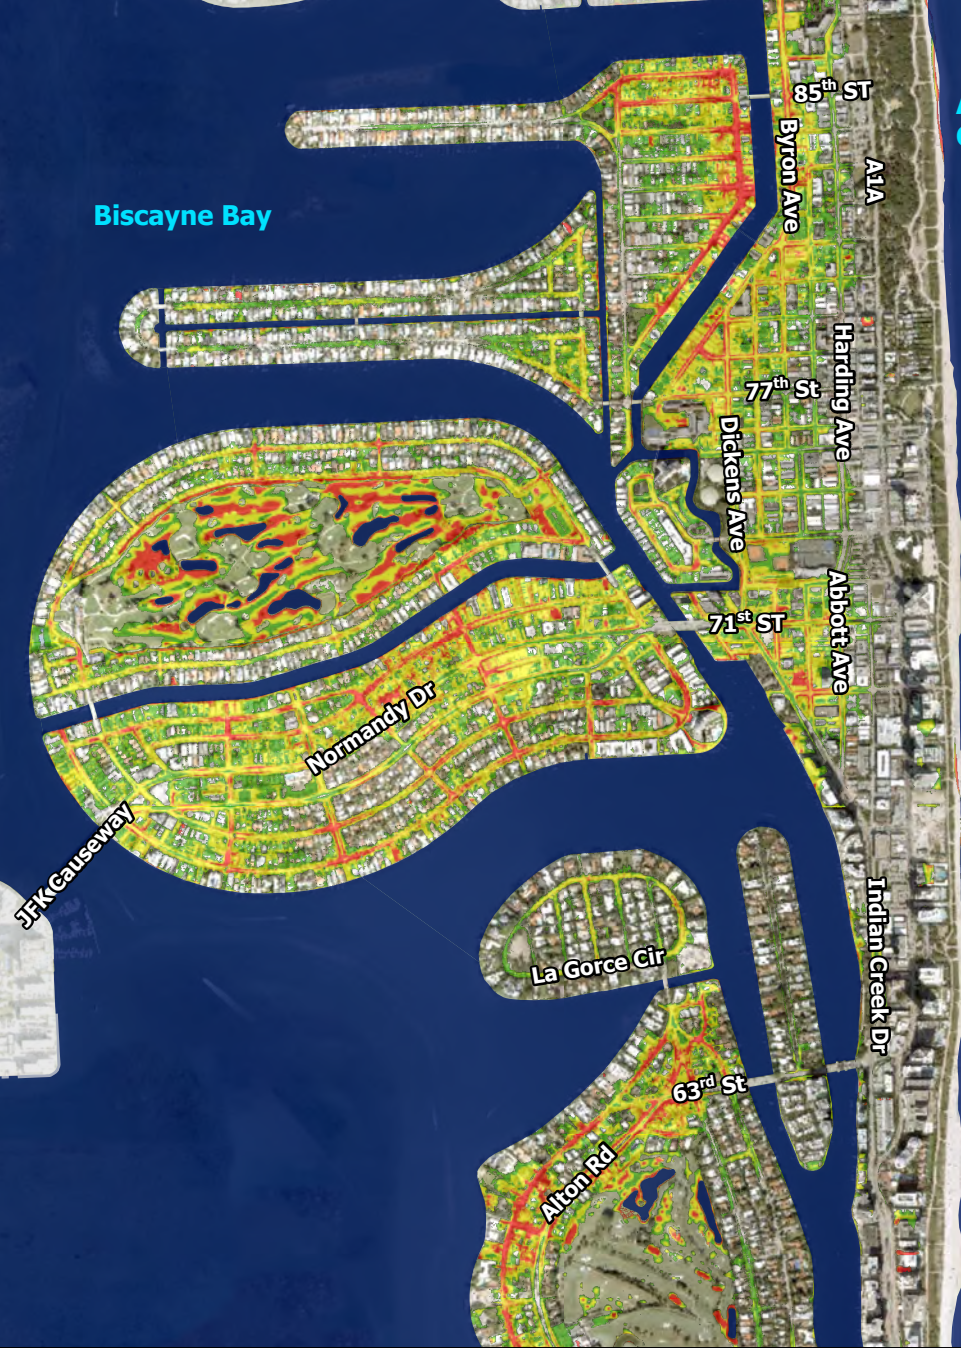 85th ST
Byron Ave
A1A
Biscayne Bay
Harding Ave
77th St
Dickens Ave
Abbott Ave
71st ST
Normandy Dr
JFK Causeway
Indian Creek Dr
La Gorce Cir
63rd St
Alton Rd